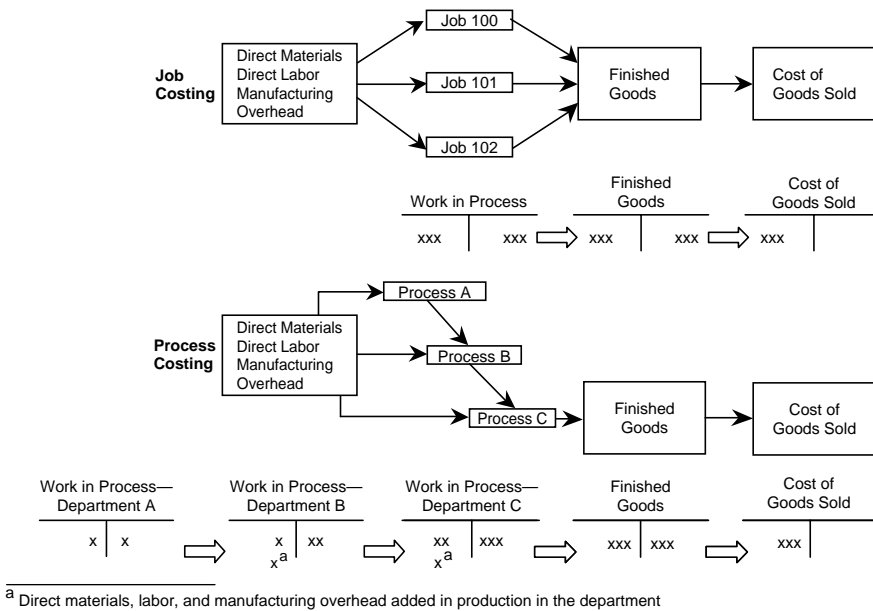 Job Costing
Direct Materials
Direct Labor
Manufacturing
Overhead
Job 100
Job 101
Job 102
Finished
Goods
Cost of
Goods Sold
Work in Process
xxx xxx
Finished
Goods
xxx xxx
Cost of
Goods Sold
xxx
Process
Costing
Direct Materials
Direct Labor
Manufacturing
Overhead
Process A
Process B
Process C
Finished
Goods
Cost of
Goods Sold
Work in Process—
Department A
x x
Work in Process—
Department B
x xx
xa
Work in Process—
Department C
xx xxx
xa
Finished
Goods
xxx xxx
Cost of
Goods Sold
xxx
a Direct materials, labor, and manufacturing overhead added in production in the department